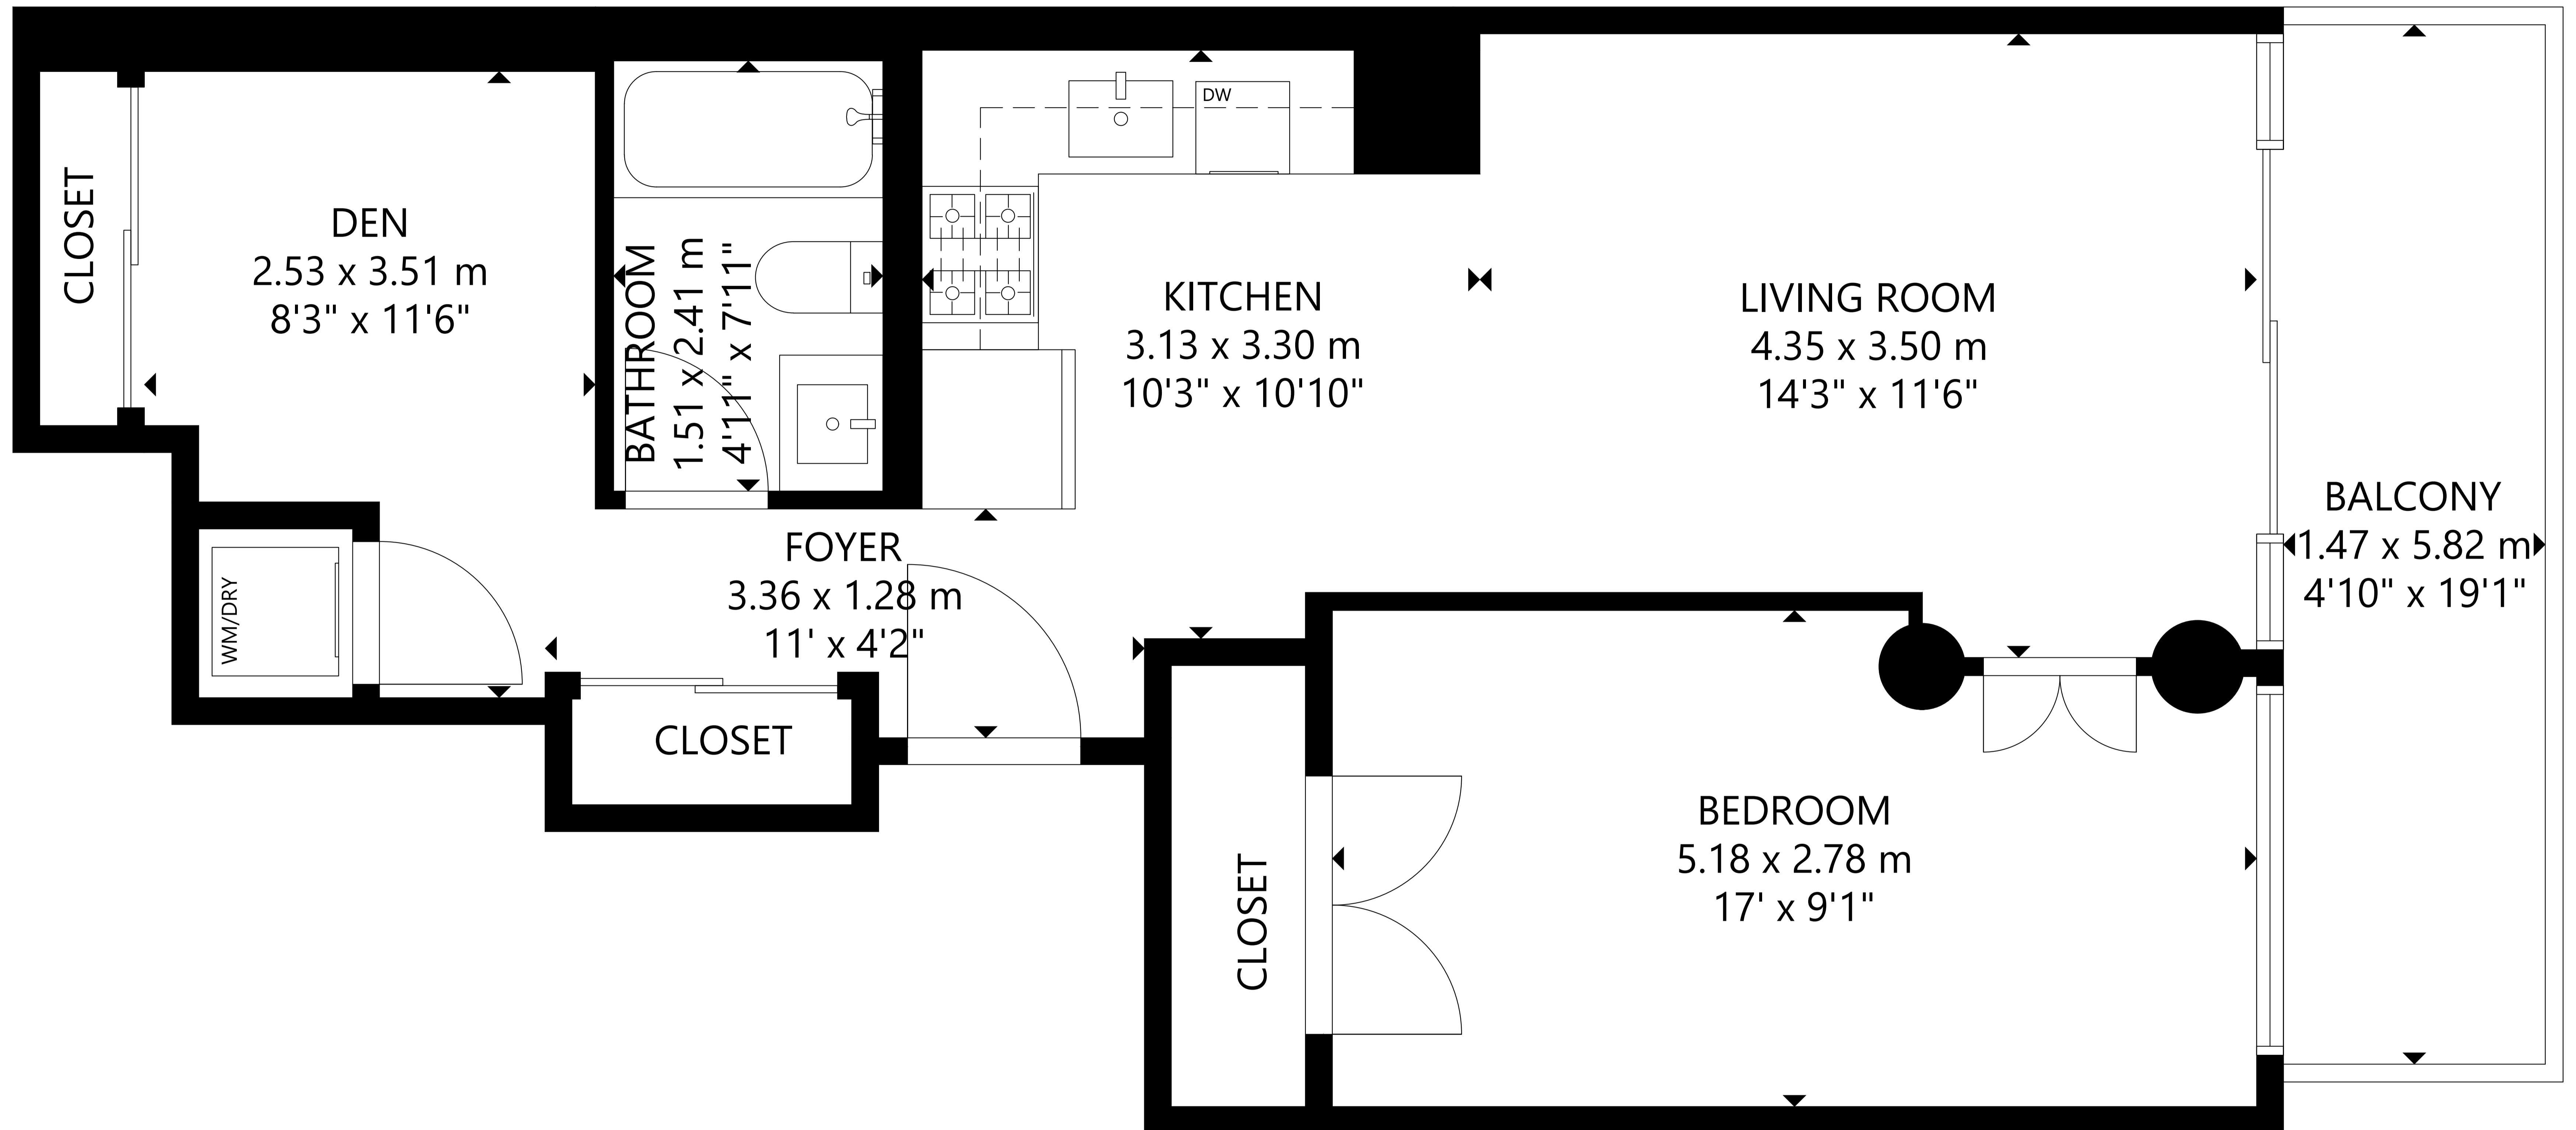 CLOSET
DEN
2.53 x 3.51 m
8'3" x 11'6"
BATHROOM
1.51 x 2.41 m
4'11" x 7'11"
DW
KITCHEN
3.13 x 3.30 m
10'3" x 10'10"
LIVING ROOM
4.35 x 3.50 m
14'3" x 11'6"
BALCONY
1.47 x 5.82 m
4'10" x 19'1"
WM/DRY
FOYER
3.36 x 1.28 m
11' x 4'2"
CLOSET
CLOSET
BEDROOM
5.18 x 2.78 m
17' x 9'1"